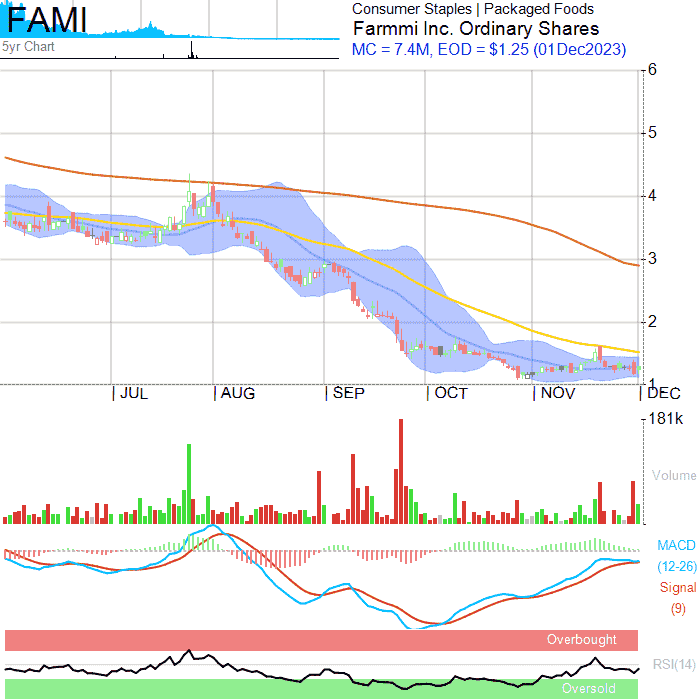 FAMI
5yr Chart
Consumer Staples | Packaged Foods
Farmmi Inc. Ordinary Shares
MC = 7.4M, EOD = $1.25 (01Dec2023)
6
5
4
3
2
1
| JUL | AUG | SEP | OCT | NOV | DEC
181k
Volume
MACD
(12-26)
Signal
(9)
Overbought
RSI(14)
Oversold